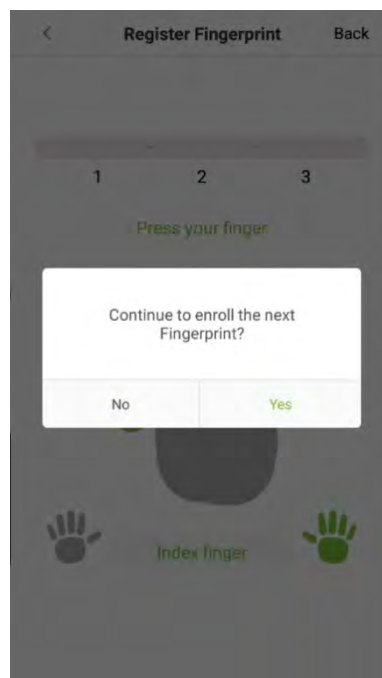 Register Fingerprint Back
1 2 3
Press your finger
Continue to enroll the next
Fingerprint?
No Yes
Index finger